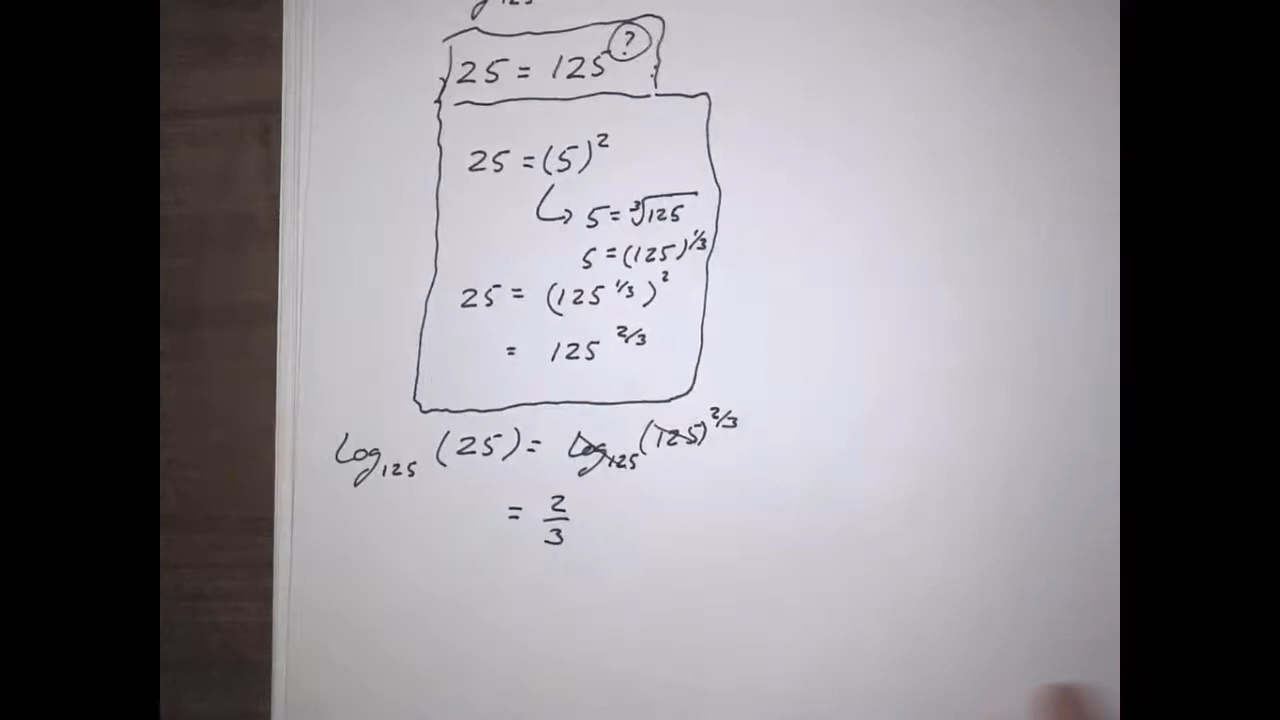 25 = 125^?
25 = (5)²
5 = ³√125
5 = (125)^1/3
25 = (125^1/3)²
= 125^2/3
Log₁₂₅ (25) = Log₁₂₅ (125)^2/3
= 2/3